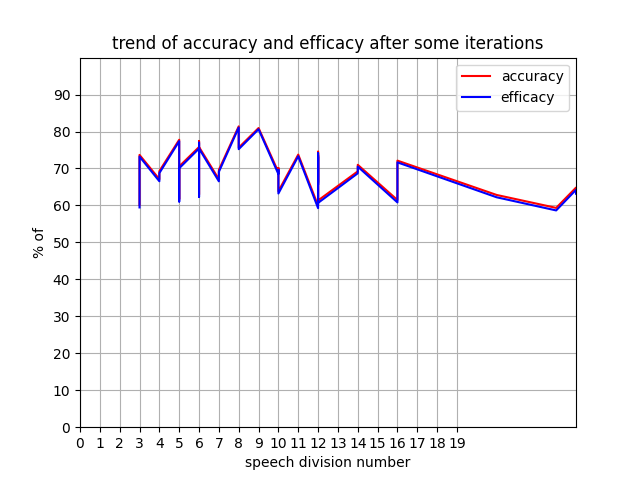 trend of accuracy and efficacy after some iterations
accuracy
efficacy
90
80
70
60
50
40
30
20
10
0
% of
0 1 2 3 4 5 6 7 8 9 10 11 12 13 14 15 16 17 18 19
speech division number